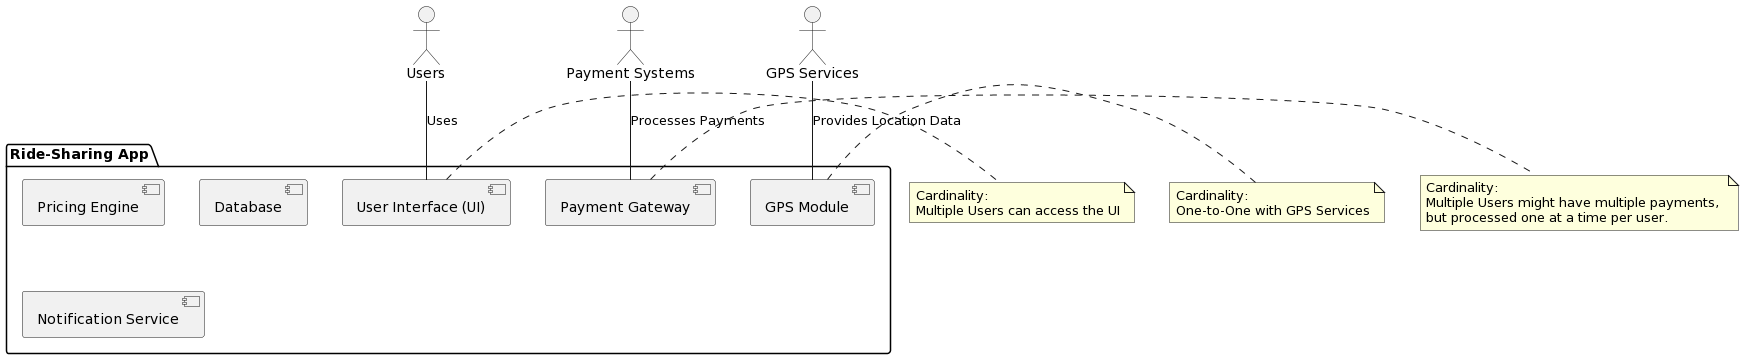 Users
Payment Systems
GPS Services
Uses
Processes Payments
Provides Location Data
Ride-Sharing App
Pricing Engine
Database
User Interface (UI)
Payment Gateway
GPS Module
Cardinality:
Multiple Users can access the UI
Cardinality:
One-to-One with GPS Services
Cardinality:
Multiple Users might have multiple payments,
but processed one at a time per user.
Notification Service